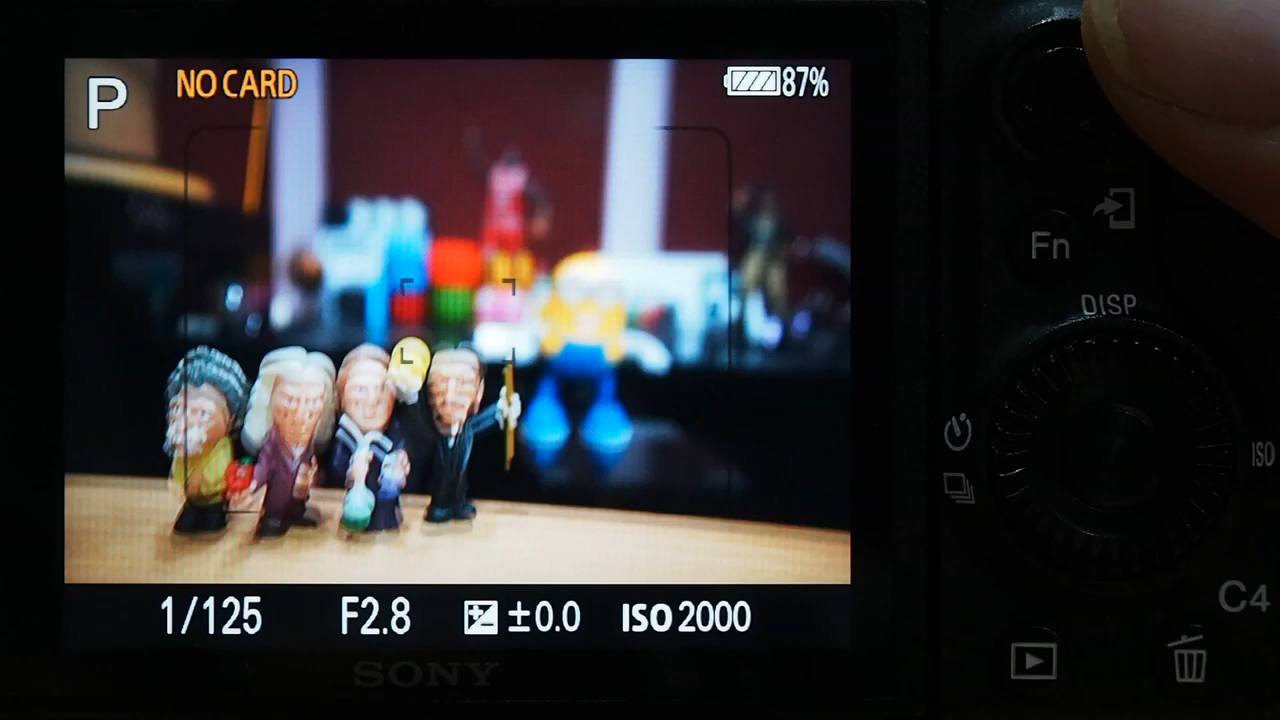 P NO CARD 87%
Fn
DISP
ISO
1/125 F2.8 ±0.0 ISO 2000
C4
SONY